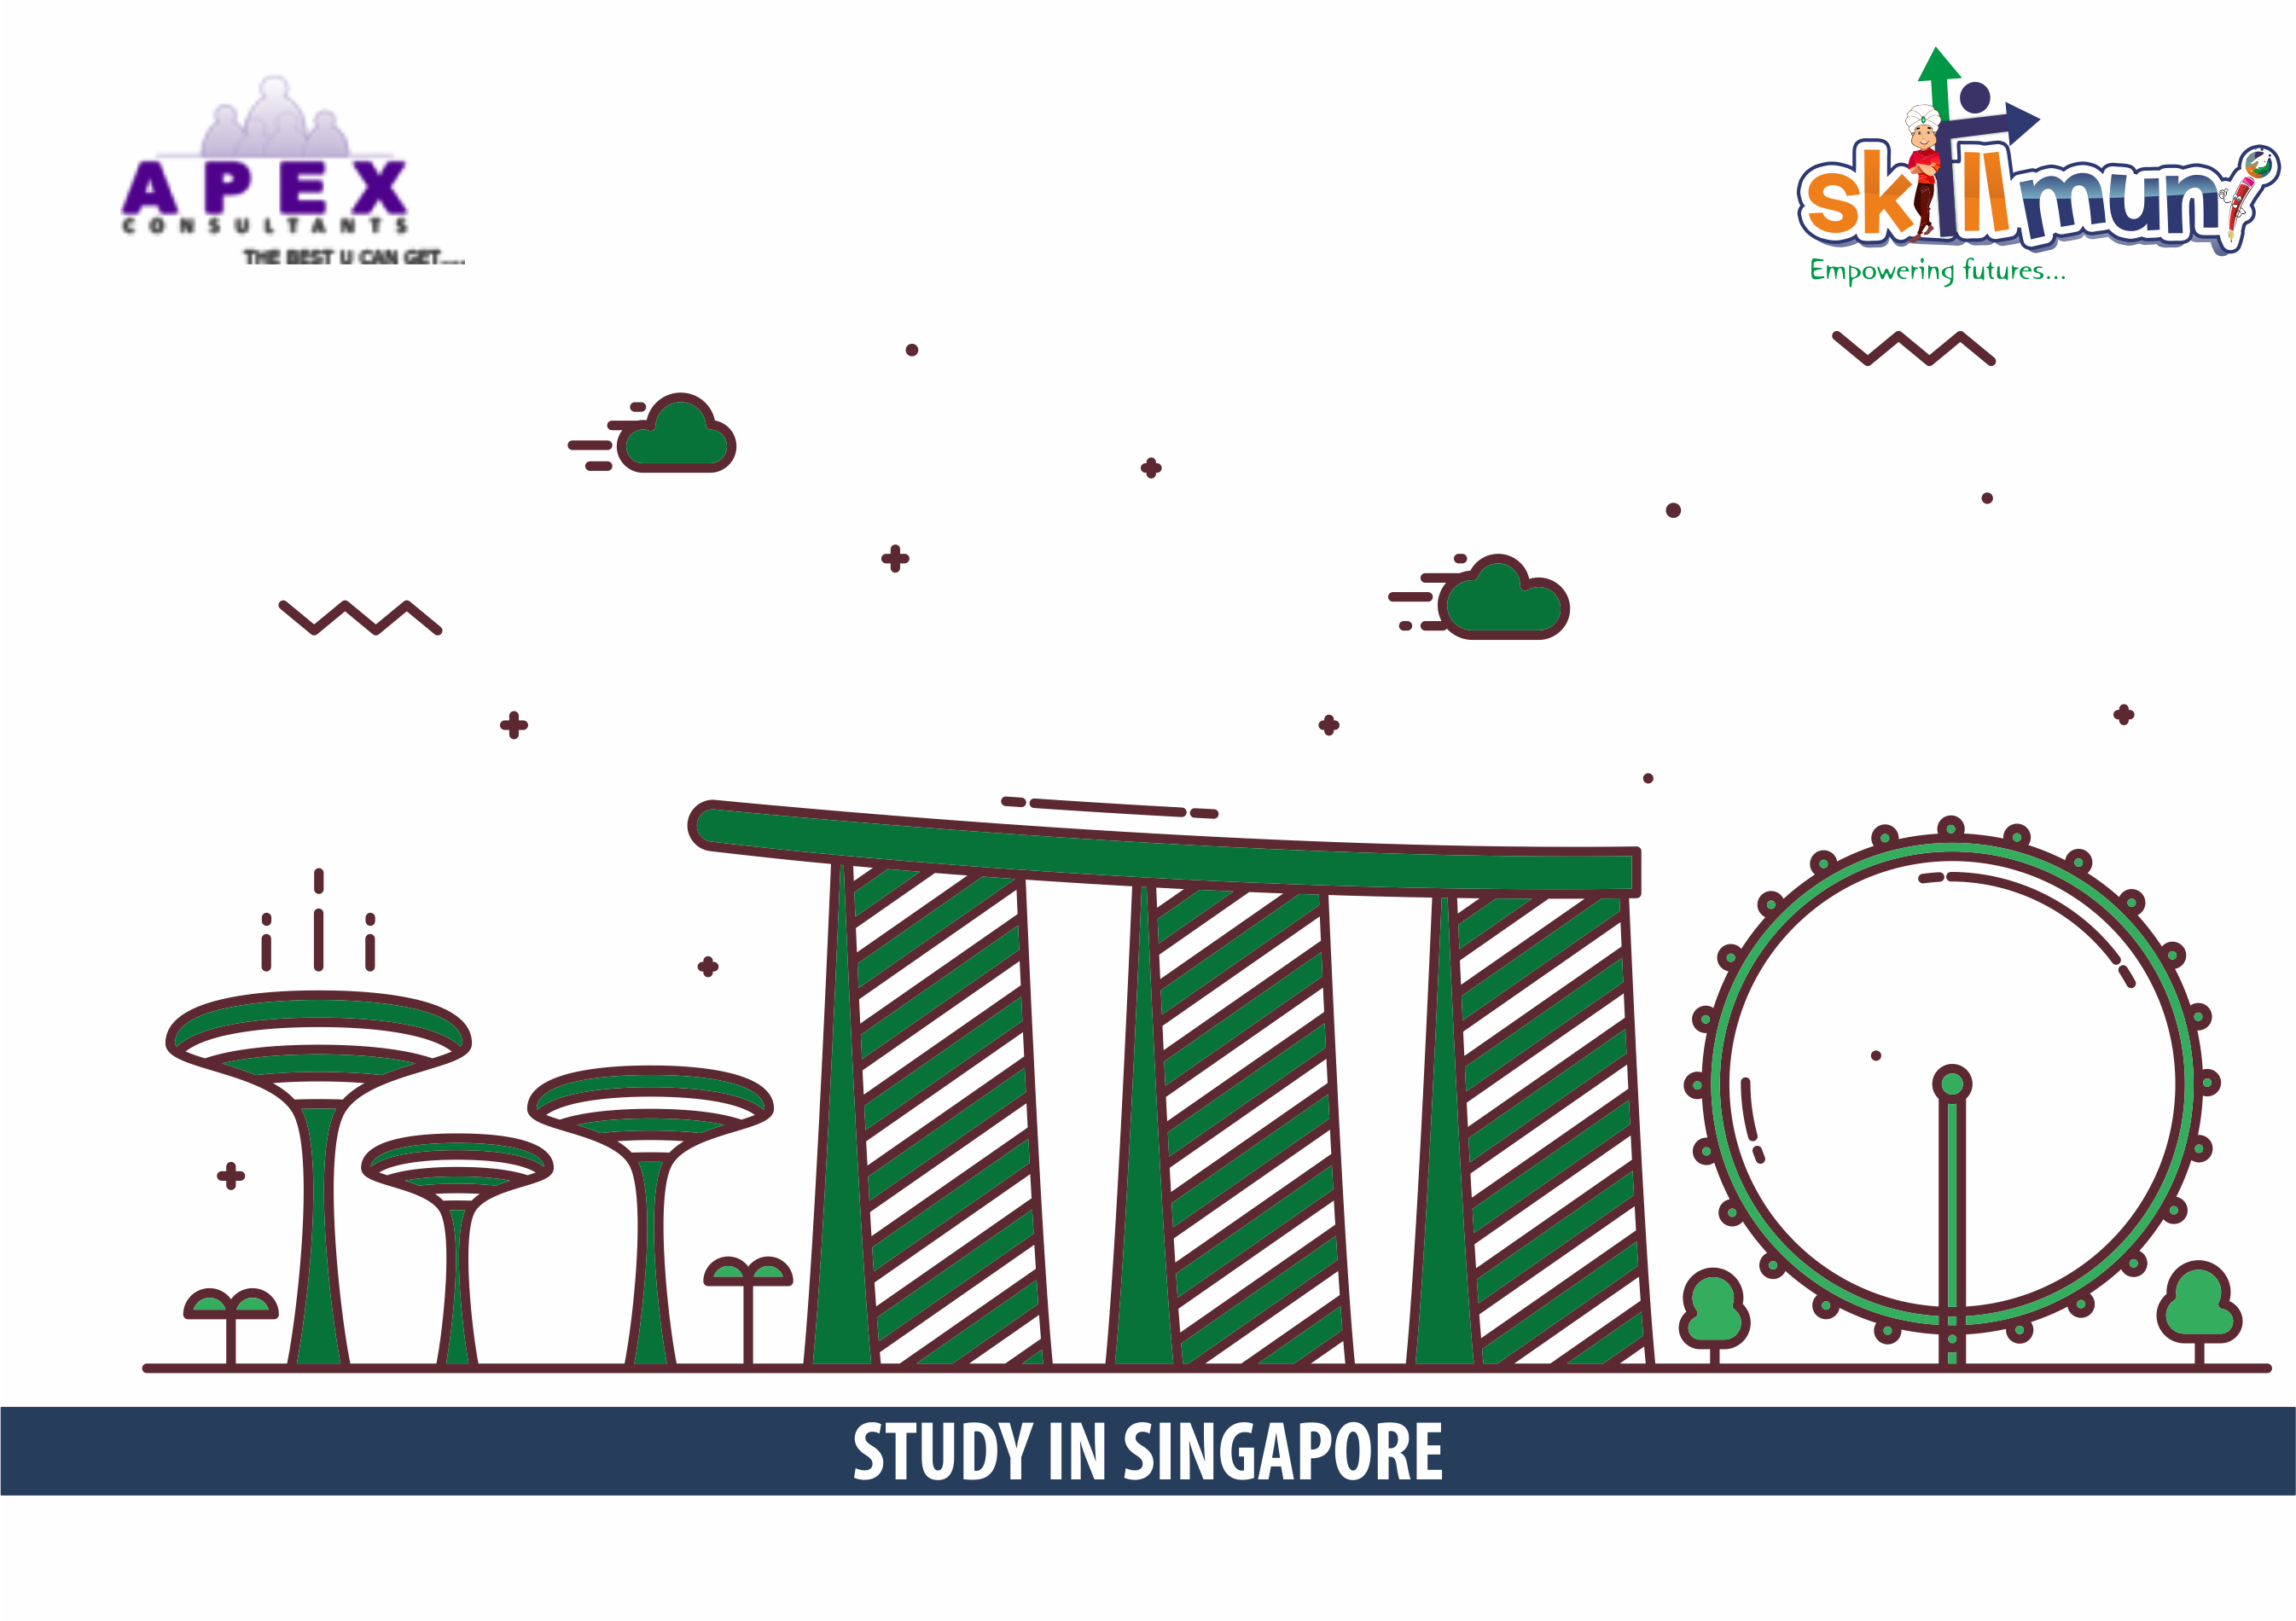 APEX
CONSULTANTS
THE BEST U CAN GET....
skillmuni
Empowering futures...
STUDY IN SINGAPORE